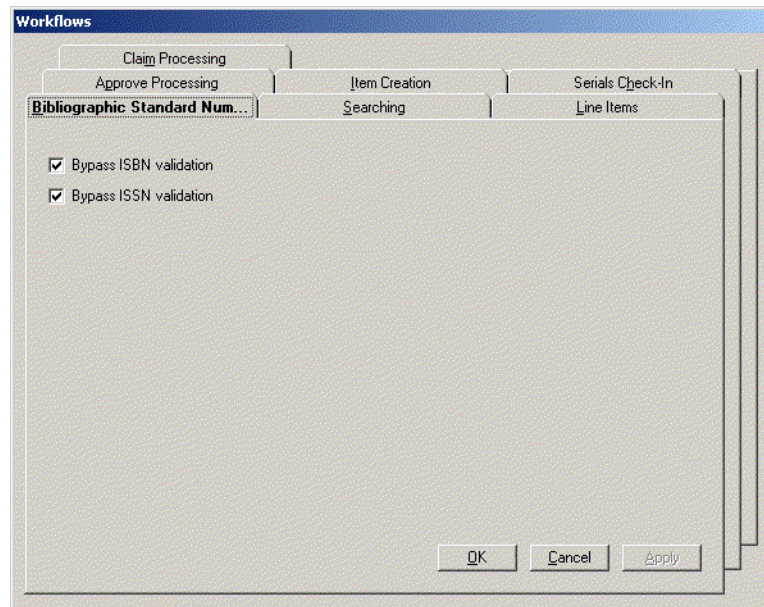 Workflows
Claim Processing
Approve Processing Item Creation Serials Check-In
Bibliographic Standard Num... Searching Line Items
Bypass ISBN validation
Bypass ISSN validation
OK Cancel Apply